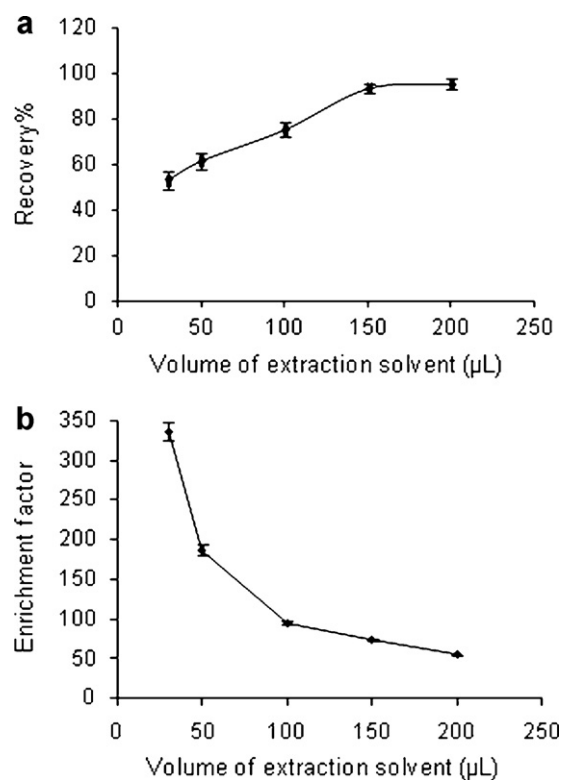 a
120
100
80
60
40
20
0
Recovery%
0 50 100 150 200 250
Volume of extraction solvent (µL)
b
350
300
250
200
150
100
50
0
Enrichment factor
0 50 100 150 200 250
Volume of extraction solvent (µL)